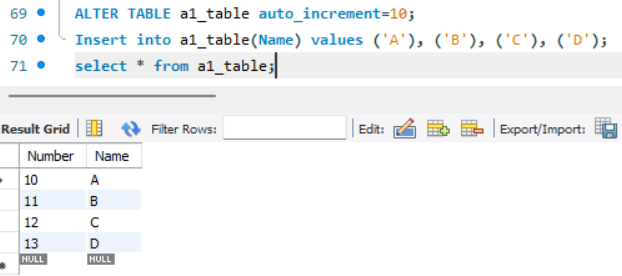 69 ALTER TABLE a1_table auto_increment=10;
70 Insert into a1_table(Name) values ('A'), ('B'), ('C'), ('D');
71 select * from a1_table;
Result Grid Filter Rows: Edit: Export/Import:
Number Name
10 A
11 B
12 C
13 D
NULL NULL